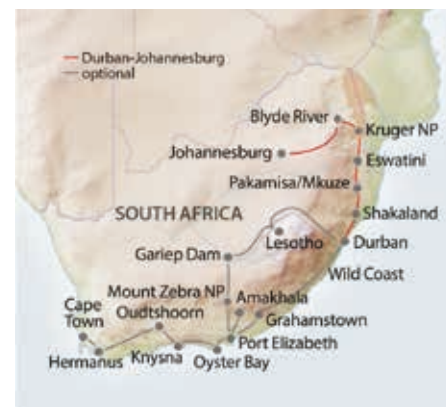 Durban-Johannesburg
optional
Blyde River
Kruger NP
Johannesburg
Eswatini
Pakamisa/Mkuze
SOUTH AFRICA
Shakaland
Lesotho
Durban
Gariep Dam
Wild Coast
Mount Zebra NP
Amakhala
Cape
Town
Oudtshoorn
Grahamstown
Port Elizabeth
Hermanus
Knysna
Oyster Bay